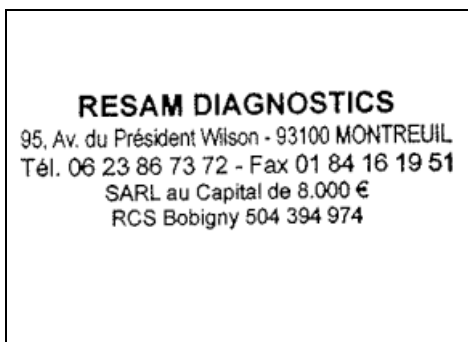 RESAM DIAGNOSTICS
95, Av. du Président Wilson - 93100 MONTREUIL
Tél. 06 23 86 73 72 - Fax 01 84 16 19 51
SARL au Capital de 8.000 €
RCS Bobigny 504 394 974